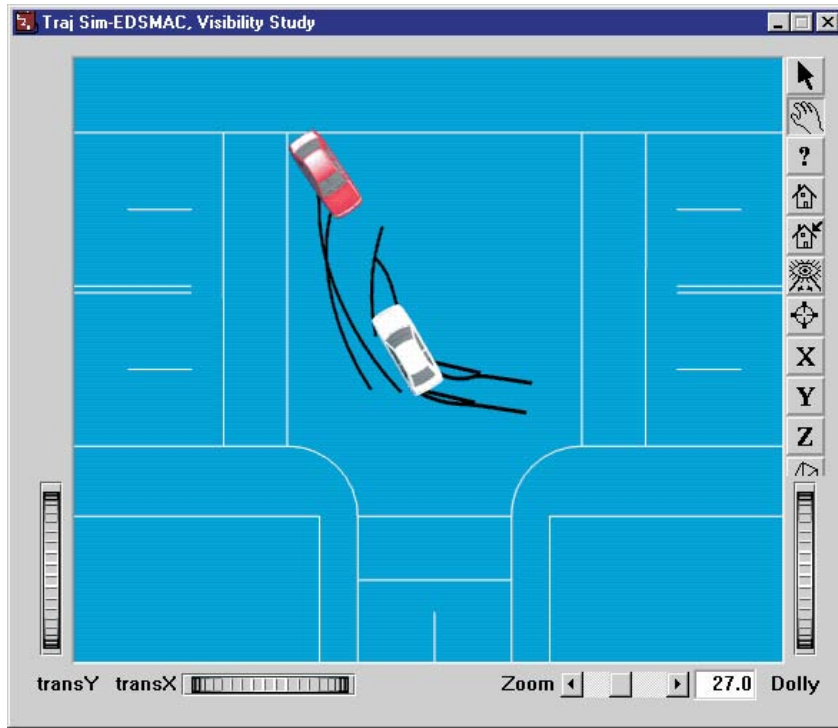 Traj Sim-EDSMAC, Visibility Study
?
X
Y
Z
transY transX Zoom 27.0 Dolly